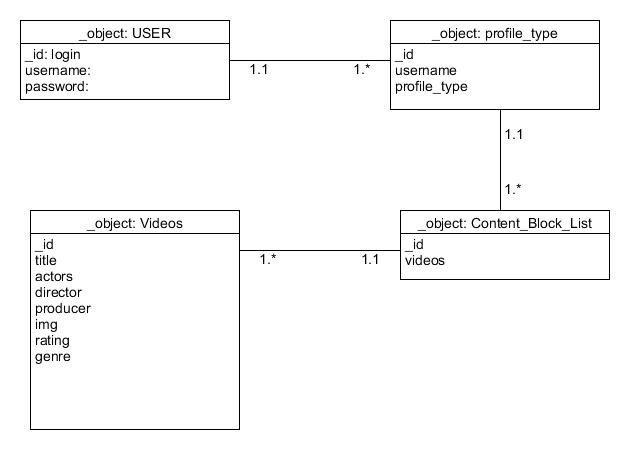 _object: USER
_id: login
username:
password:
1.1
1.*
_object: profile_type
_id
username
profile_type
1.1
1.*
_object: Videos
_id
title
actors
director
producer
img
rating
genre
1.*
1.1
_object: Content_Block_List
_id
videos